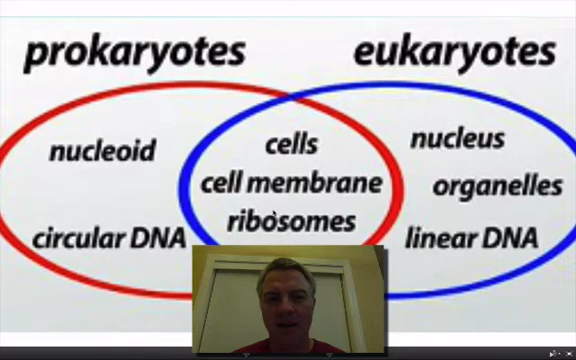 prokaryotes eukaryotes
nucleoid
circular DNA
cells
cell membrane
ribosomes
nucleus
organelles
linear DNA